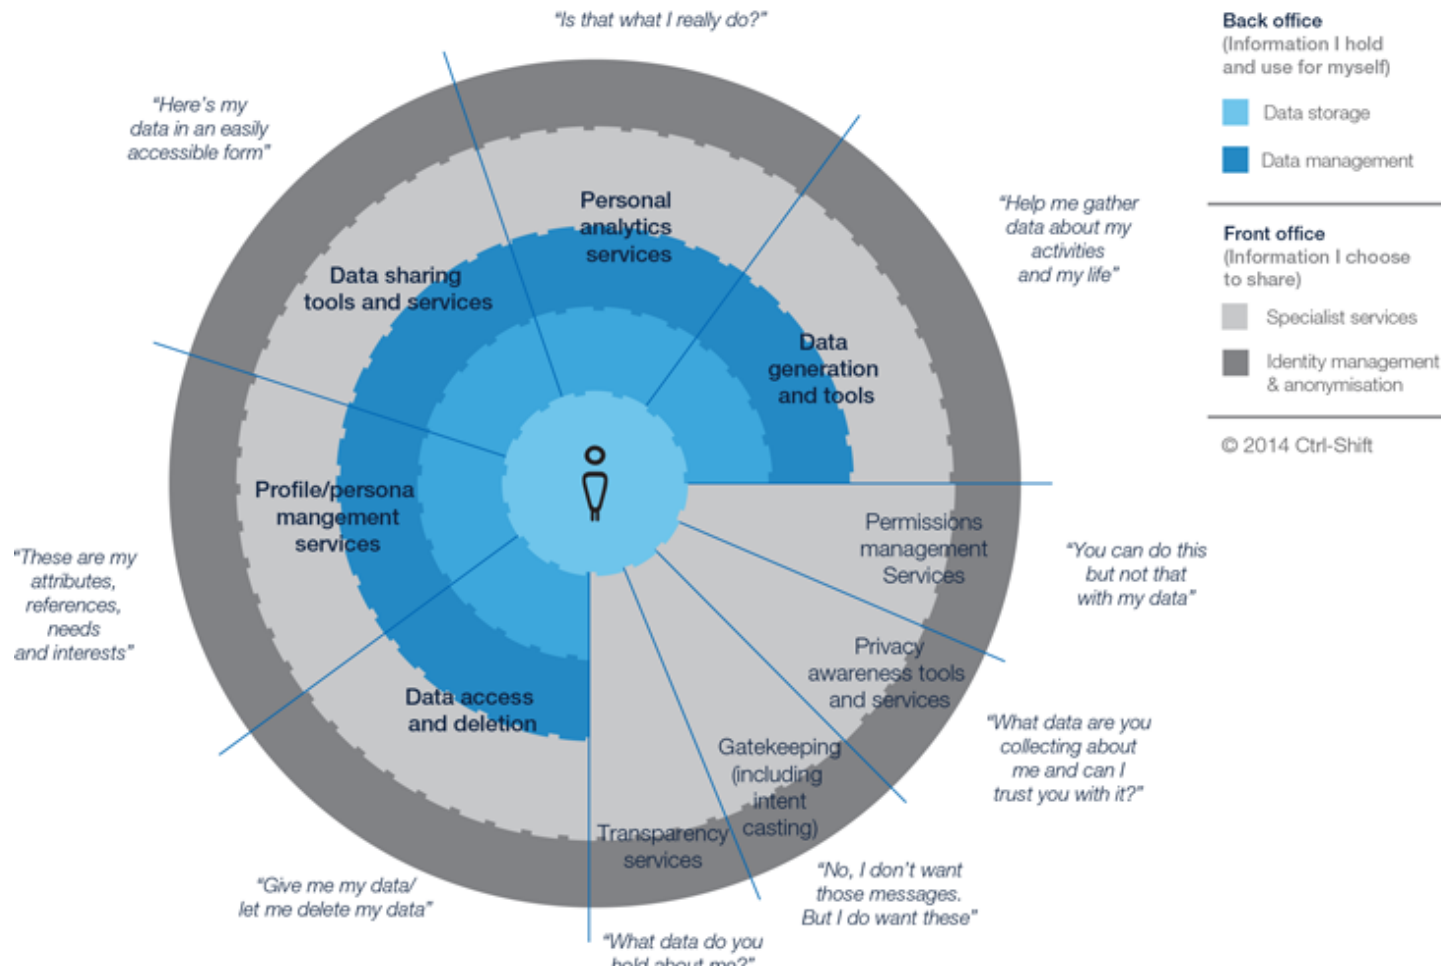 “Is that what I really do?”
“Here’s my
data in an easily
accessible form”
“Help me gather
data about my
activities
and my life”
Personal
analytics
services
Data sharing
tools and services
Data
generation
and tools
Profile/persona
mangement
services
“These are my
attributes,
references,
needs
and interests”
Permissions
management
Services
“You can do this
but not that
with my data”
Privacy
awareness tools
and services
“What data are you
collecting about
me and can I
trust you with it?”
Data access
and deletion
Gatekeeping
(including
intent
casting)
Transparency
services
“Give me my data/
let me delete my data”
“No, I don’t want
those messages.
But I do want these”
“What data do you
hold about me?”
Back office
(Information I hold
and use for myself)
Data storage
Data management
Front office
(Information I choose
to share)
Specialist services
Identity management
& anonymisation
© 2014 Ctrl-Shift